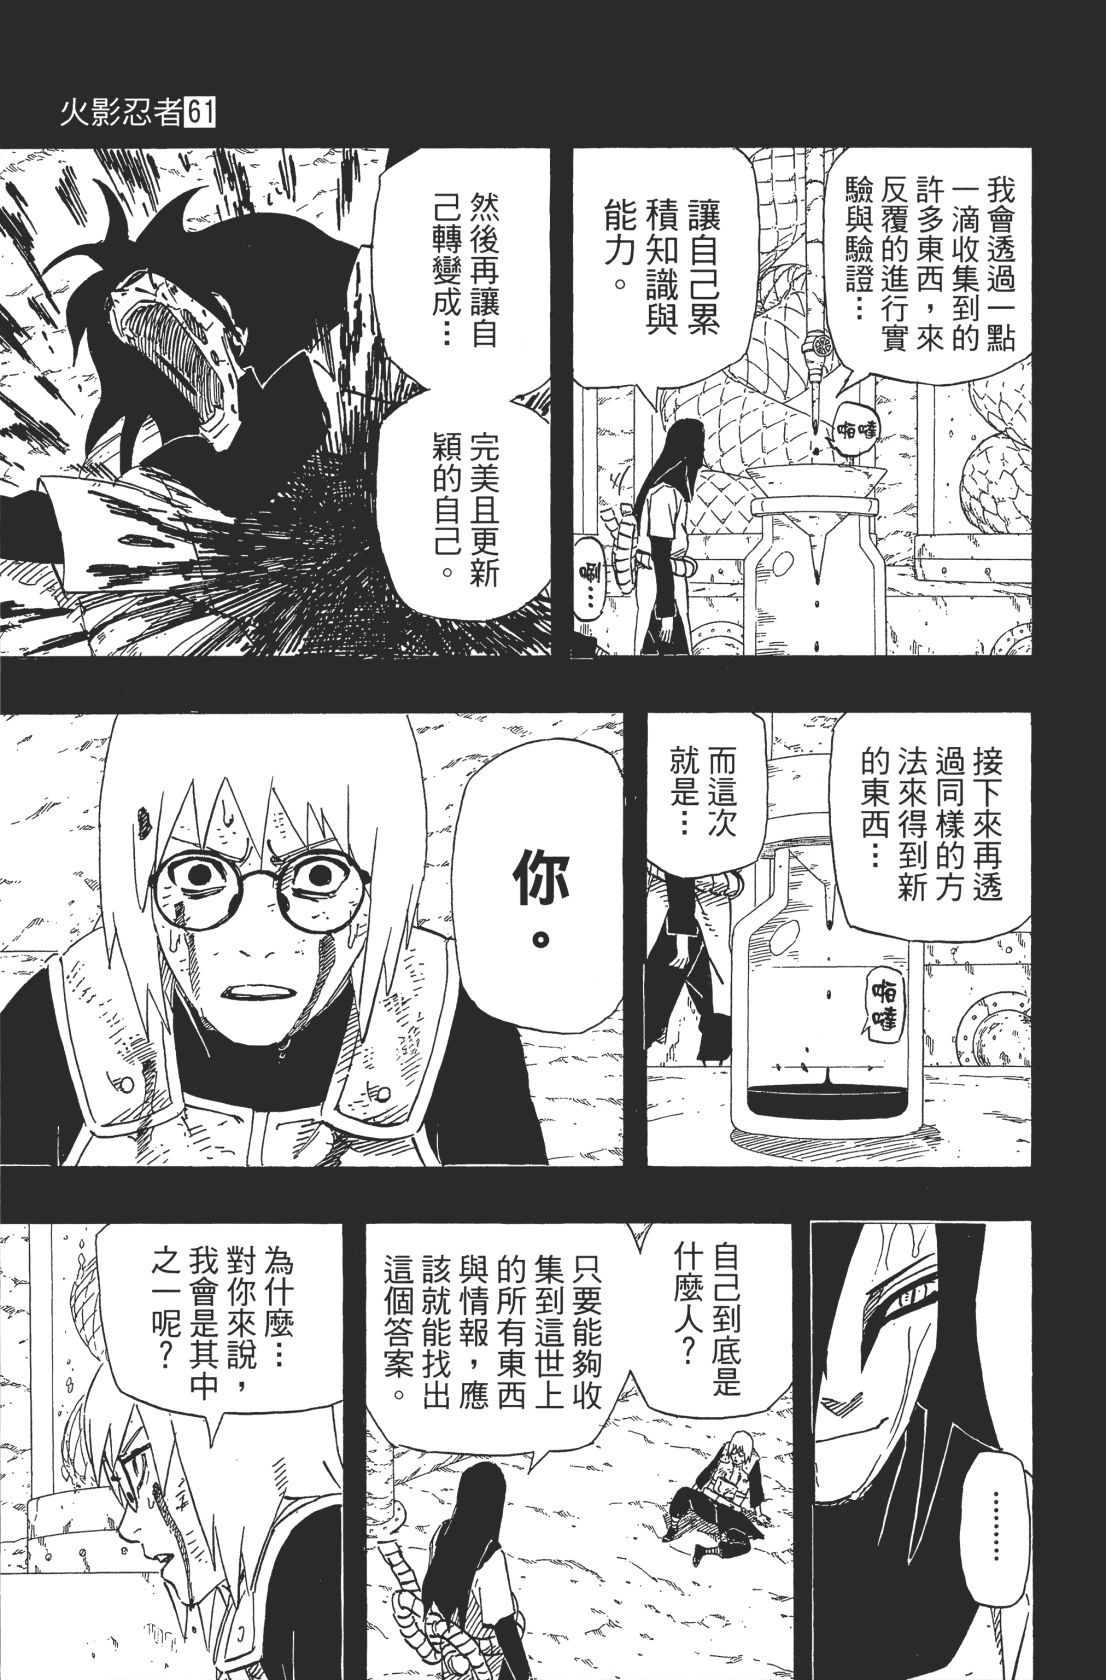 火影忍者61
我會透過一點
一滴收集到的
許多東西，來
反覆的進行實
驗與驗證…
啪噠
讓自己累
積知識與
能力。
然後再讓自
己轉變成…
完美且更新
穎的自己。
接下來再透
過同樣的方
法來得到新
的東西…
啪噠
而這次
就是…
你。
………
自己到底是
什麼人？
只要能夠收
集到這世上
的所有東西
與情報，應
該就能找出
這個答案。
為什麼…
對你來說，
我會是其中
之一呢？